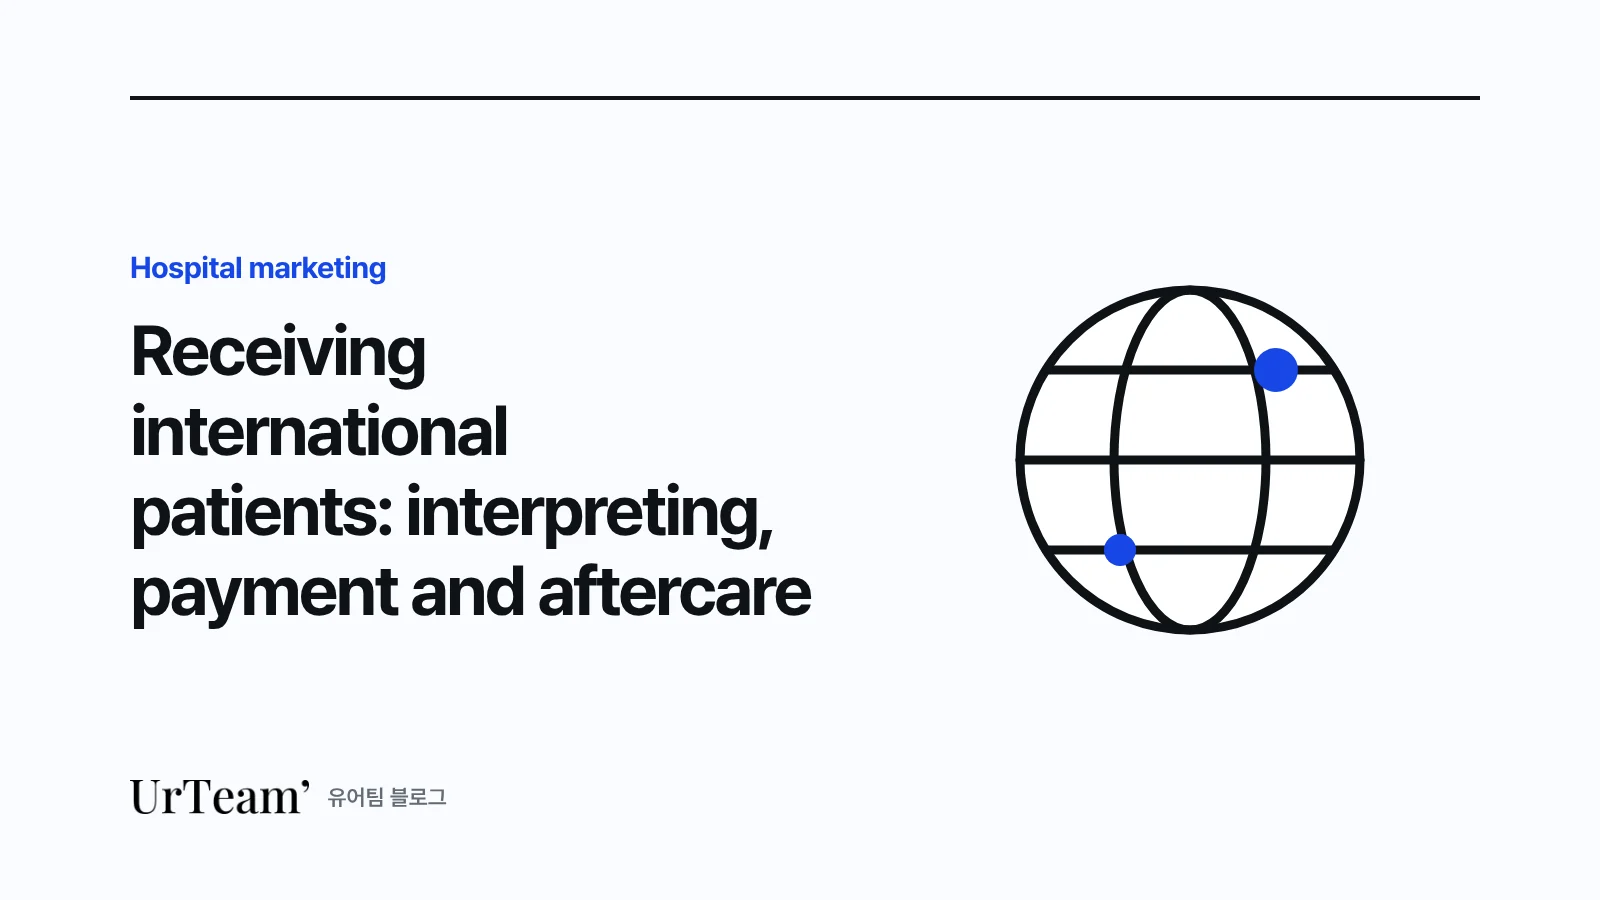 Hospital marketing
Receiving
international
patients: interpreting,
payment and aftercare
UrTeam’ 유어팀 블로그